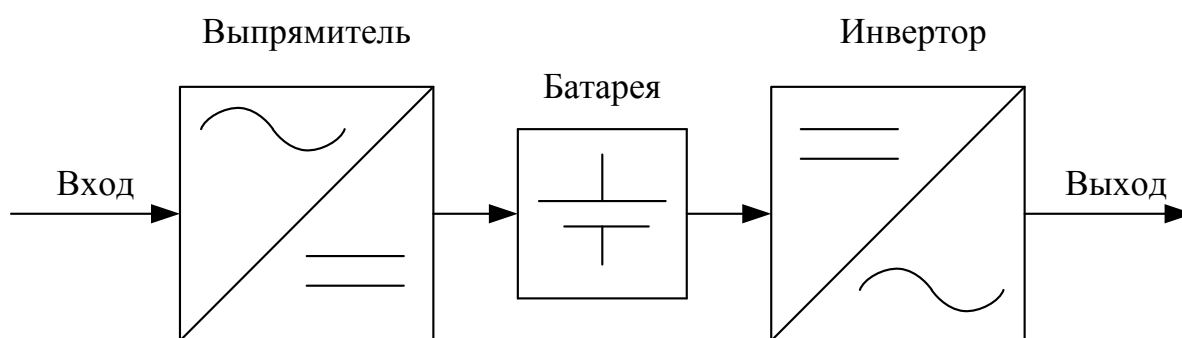 Выпрямитель
Инвертор
Батарея
Вход
Выход